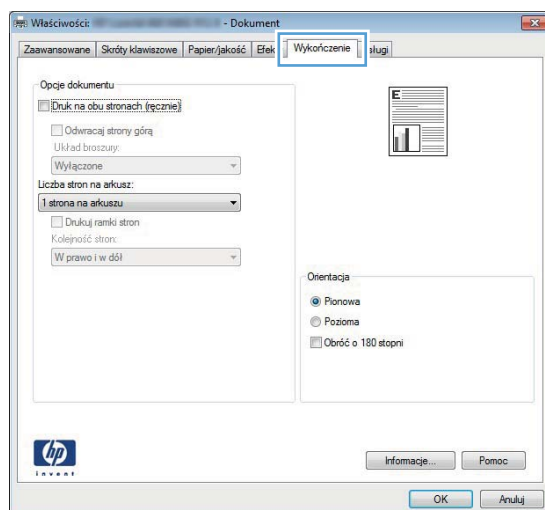 Właściwości: - Dokument
Zaawansowane Skróty klawiszowe Papier/jakość Efek Wykończenie sługi
Opcje dokumentu
Druk na obu stronach (ręcznie)
Odwracaj strony górą
Układ broszury:
Wyłączone
Liczba stron na arkusz:
1 strona na arkuszu
Drukuj ramki stron
Kolejność stron:
W prawo i w dół
E
Orientacja
Pionowa
Pozioma
Obróć o 180 stopni
hp
invent
Informacje... Pomoc
OK Anuluj